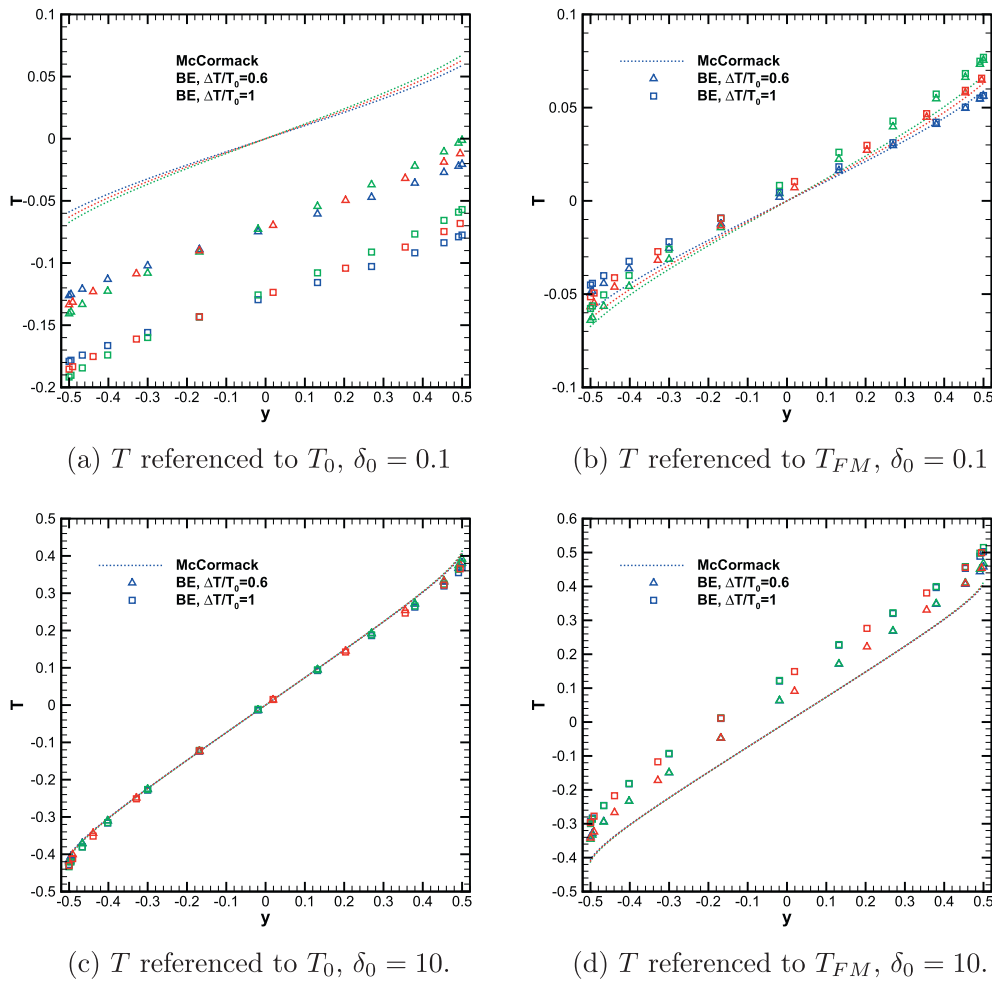 0.1
0.05
0
-0.05
-0.1
-0.15
-0.2
T
McCormack
BE, ΔT/T0=0.6
BE, ΔT/T0=1
-0.5 -0.4 -0.3 -0.2 -0.1 0 0.1 0.2 0.3 0.4 0.5
y
(a) T referenced to T0, δ0 = 0.1
0.1
0.05
0
-0.05
-0.1
T
McCormack
BE, ΔT/T0=0.6
BE, ΔT/T0=1
-0.5 -0.4 -0.3 -0.2 -0.1 0 0.1 0.2 0.3 0.4 0.5
y
(b) T referenced to TFM, δ0 = 0.1
0.5
0.4
0.3
0.2
0.1
0
-0.1
-0.2
-0.3
-0.4
-0.5
T
McCormack
BE, ΔT/T0=0.6
BE, ΔT/T0=1
-0.5 -0.4 -0.3 -0.2 -0.1 0 0.1 0.2 0.3 0.4 0.5
y
(c) T referenced to T0, δ0 = 10.
0.6
0.5
0.4
0.3
0.2
0.1
0
-0.1
-0.2
-0.3
-0.4
-0.5
T
McCormack
BE, ΔT/T0=0.6
BE, ΔT/T0=1
-0.5 -0.4 -0.3 -0.2 -0.1 0 0.1 0.2 0.3 0.4 0.5
y
(d) T referenced to TFM, δ0 = 10.